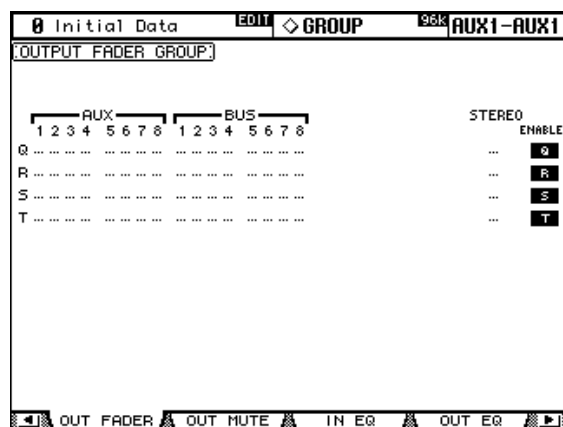 0 Initial Data EDIT ◇GROUP 96K AUX1-AUX1
OUTPUT FADER GROUP
AUX BUS STEREO
1 2 3 4 5 6 7 8 1 2 3 4 5 6 7 8 ENABLE
Q ... ... ... ... ... ... ... ... ... ... ... ... ... ... ... ... ... Q
R ... ... ... ... ... ... ... ... ... ... ... ... ... ... ... ... ... R
S ... ... ... ... ... ... ... ... ... ... ... ... ... ... ... ... ... S
T ... ... ... ... ... ... ... ... ... ... ... ... ... ... ... ... ... T
OUT FADER OUT MUTE IN EQ OUT EQ